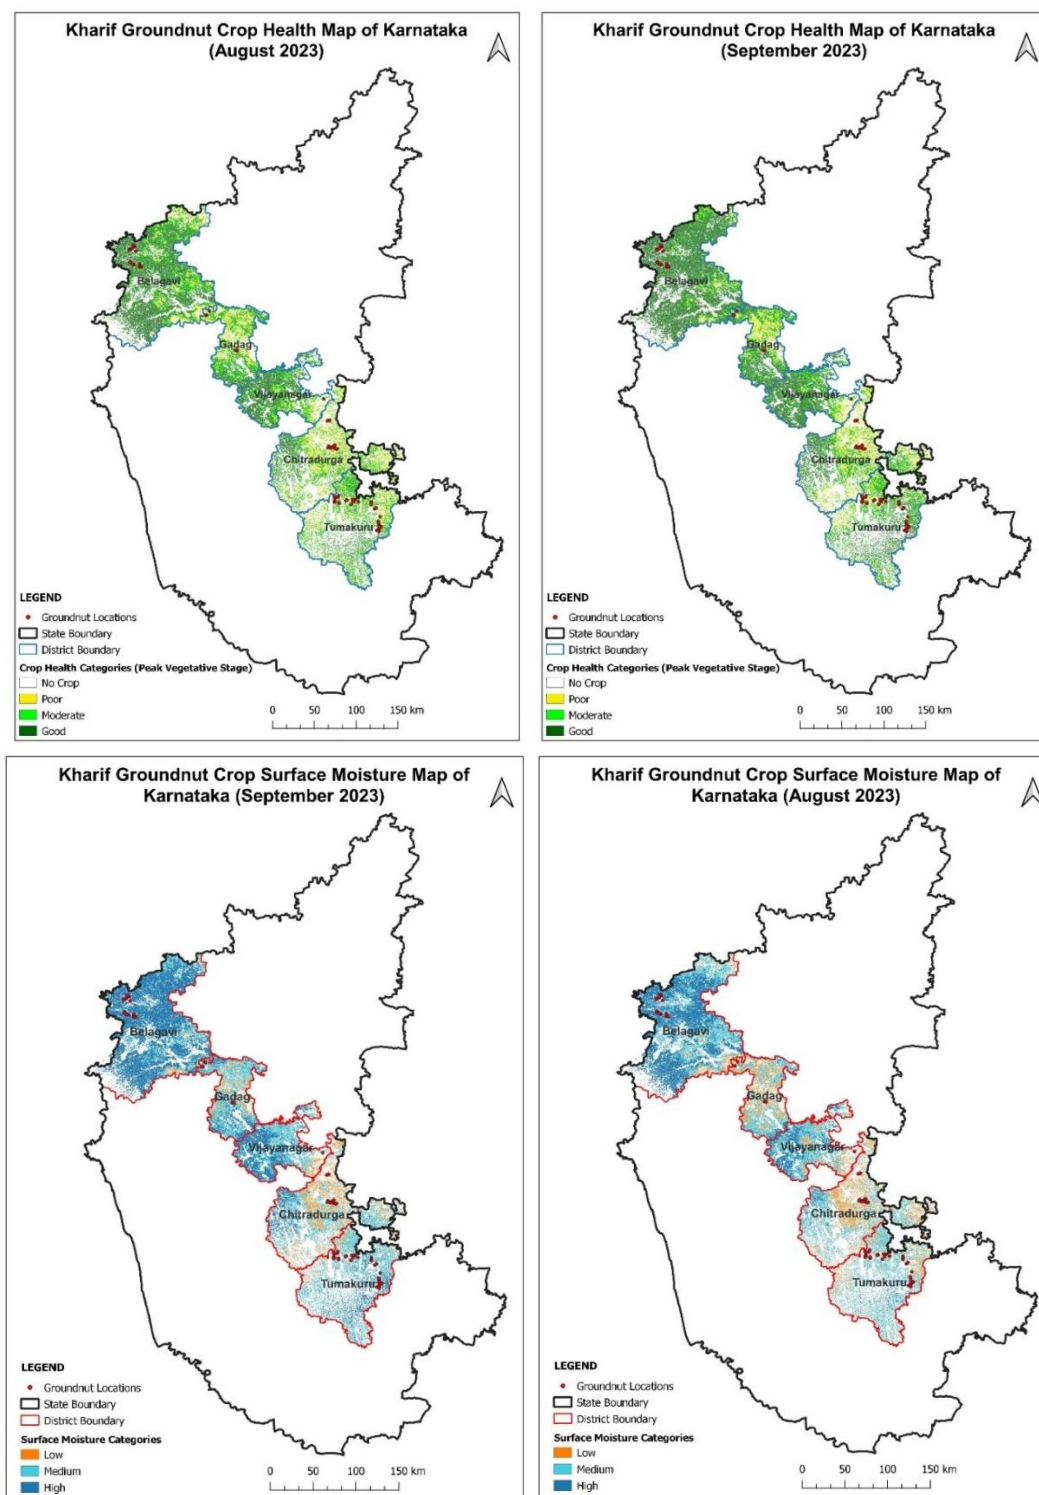 Kharif Groundnut Crop Health Map of Karnataka
(August 2023)
Belagavi
Gadag
Vijayanagar
Chitradurga
Tumakuru
LEGEND
Groundnut Locations
State Boundary
District Boundary
Crop Health Categories (Peak Vegetative Stage)
No Crop
Poor
Moderate
Good
0 50 100 150 km
Kharif Groundnut Crop Health Map of Karnataka
(September 2023)
Belagavi
Gadag
Vijayanagar
Chitradurga
Tumakuru
LEGEND
Groundnut Locations
State Boundary
District Boundary
Crop Health Categories (Peak Vegetative Stage)
No Crop
Poor
Moderate
Good
0 50 100 150 km
Kharif Groundnut Crop Surface Moisture Map of
Karnataka (September 2023)
Belagavi
Gadag
Vijayanagar
Chitradurga
Tumakuru
LEGEND
Groundnut Locations
State Boundary
District Boundary
Surface Moisture Categories
Low
Medium
High
0 50 100 150 km
Kharif Groundnut Crop Surface Moisture Map of
Karnataka (August 2023)
Belagavi
Gadag
Vijayanagar
Chitradurga
Tumakuru
LEGEND
Groundnut Locations
State Boundary
District Boundary
Surface Moisture Categories
Low
Medium
High
0 50 100 150 km